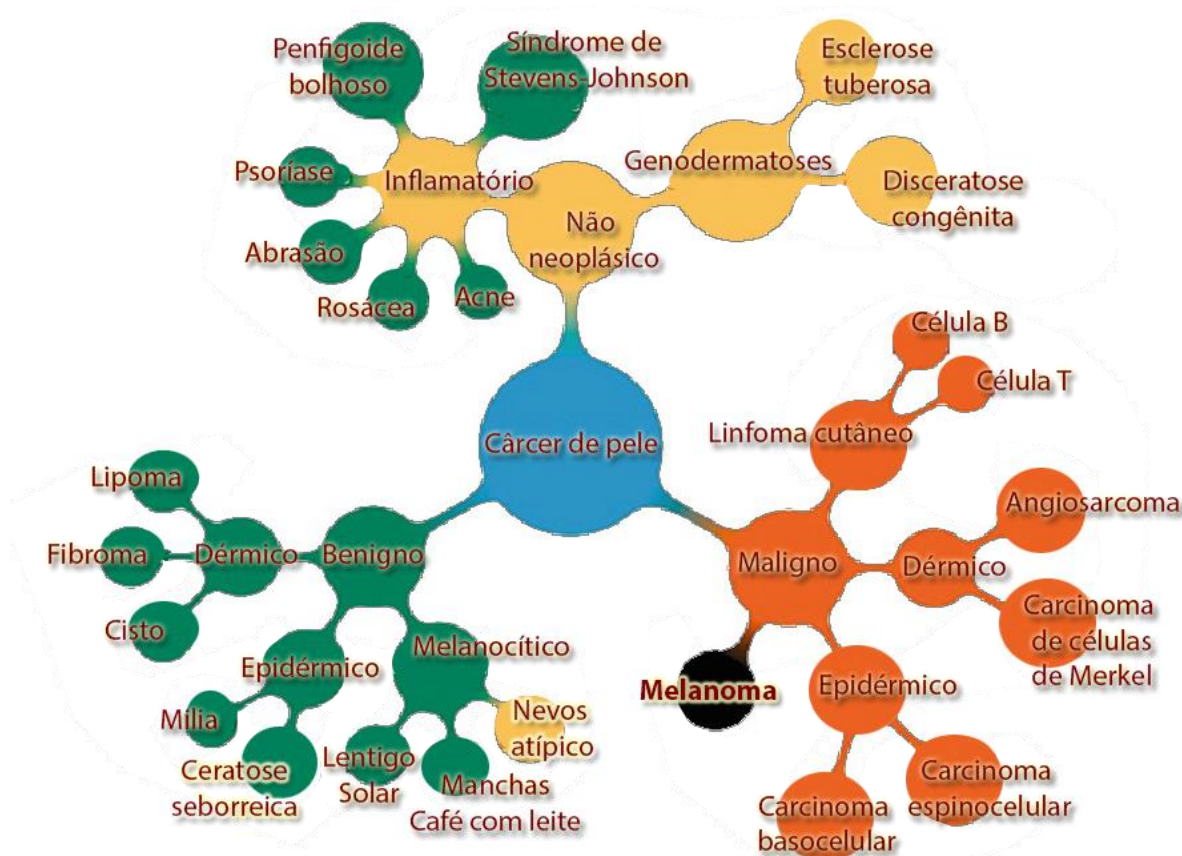 Penfigoide
bolhoso
Síndrome de
Stevens-Johnson
Esclerose
tuberosa
Psoríase
Inflamatório
Genodermatoses
Disceratose
congênita
Abrasão
Não
neoplásico
Rosácea
Acne
Célula B
Célula T
Linfoma cutâneo
Cârcer de pele
Lipoma
Fibroma
Dérmico
Benigno
Cisto
Angiosarcoma
Maligno
Dérmico
Carcinoma
de células
de Merkel
Epidérmico
Melanocítico
Melanoma
Epidérmico
Milia
Nevos
atípico
Ceratose
seborreica
Lentigo
Solar
Manchas
Café com leite
Carcinoma
basocelular
Carcinoma
espinocelular